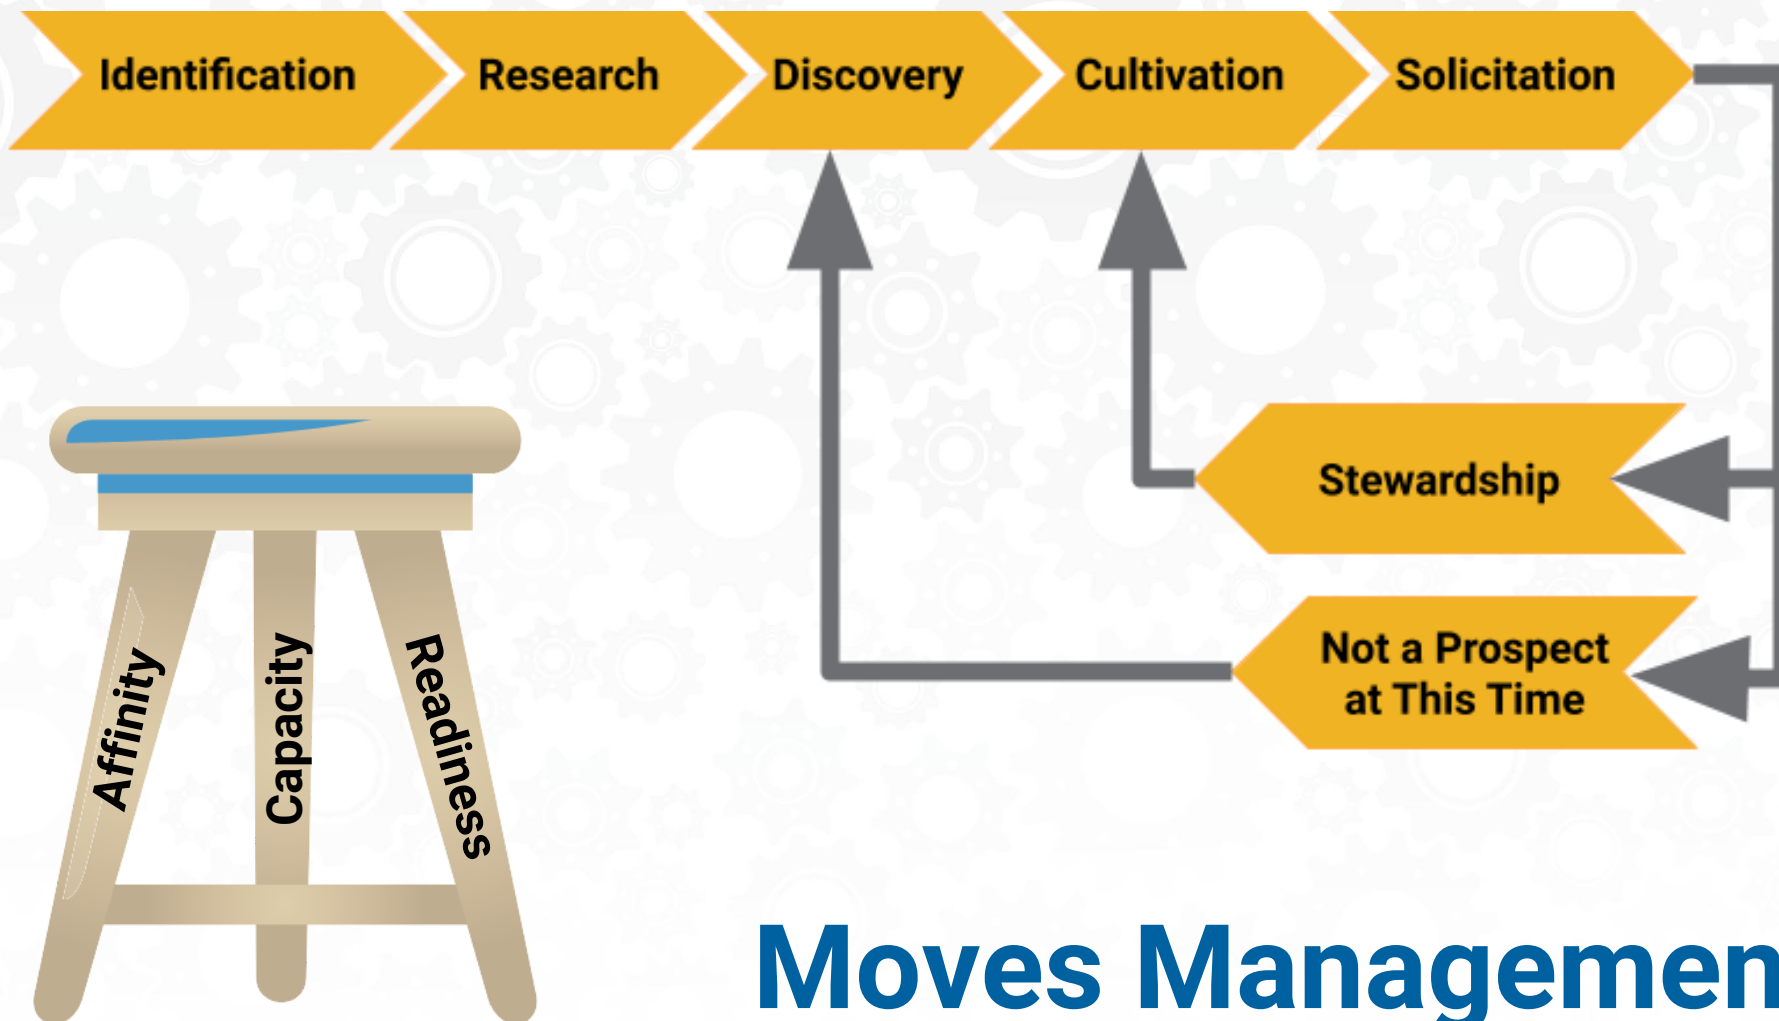 Identification
Research
Discovery
Cultivation
Solicitation
Stewardship
Not a Prospect
at This Time
Affinity
Capacity
Readiness
Moves Managemen